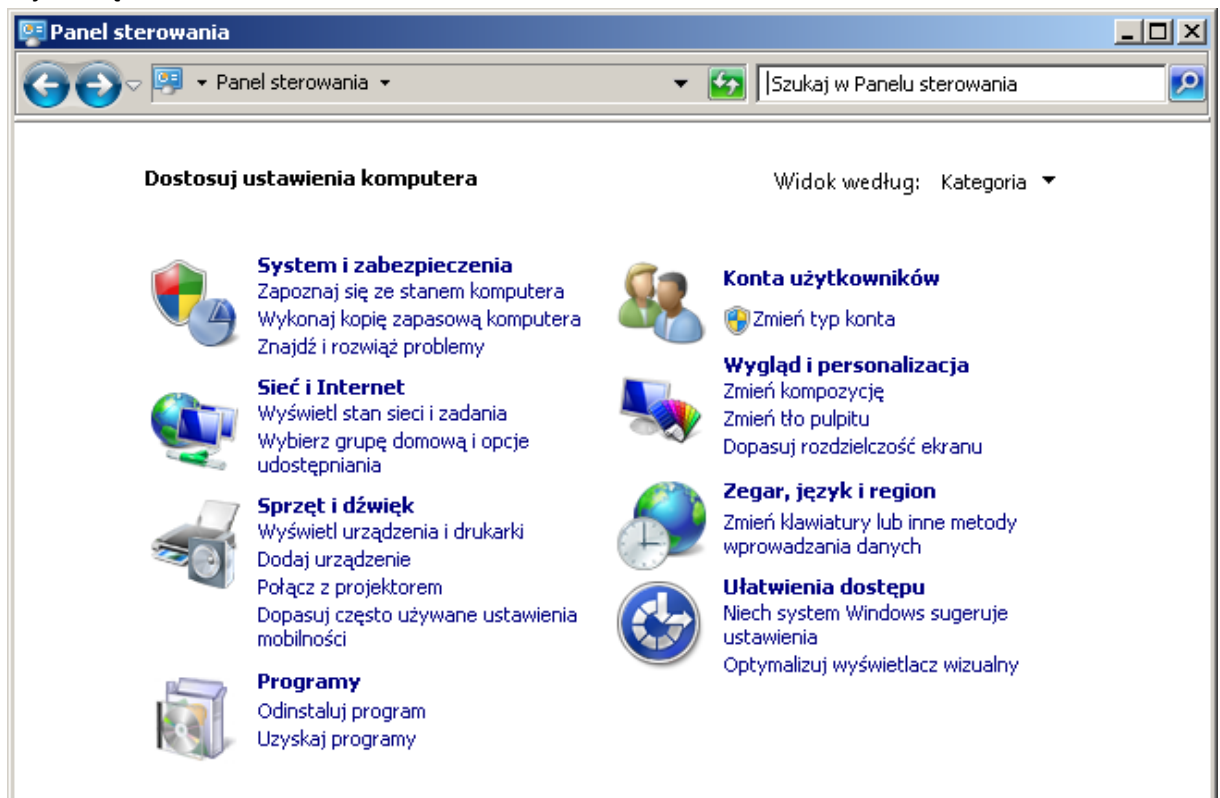 Panel sterowania
Panel sterowania
Szukaj w Panelu sterowania
Dostosuj ustawienia komputera
Widok według: Kategoria
System i zabezpieczenia
Zapoznaj się ze stanem komputera
Wykonaj kopię zapasową komputera
Znajdź i rozwiąż problemy
Sieć i Internet
Wyświetl stan sieci i zadania
Wybierz grupę domową i opcje
udostępniania
Sprzęt i dźwięk
Wyświetl urządzenia i drukarki
Dodaj urządzenie
Połącz z projektorem
Dopasuj często używane ustawienia
mobilności
Programy
Odinstaluj program
Uzyskaj programy
Konta użytkowników
Zmień typ konta
Wygląd i personalizacja
Zmień kompozycję
Zmień tło pulpitu
Dopasuj rozdzielczość ekranu
Zegar, język i region
Zmień klawiatury lub inne metody
wprowadzania danych
Ułatwienia dostępu
Niech system Windows sugeruje
ustawienia
Optymalizuj wyświetlacz wizualny